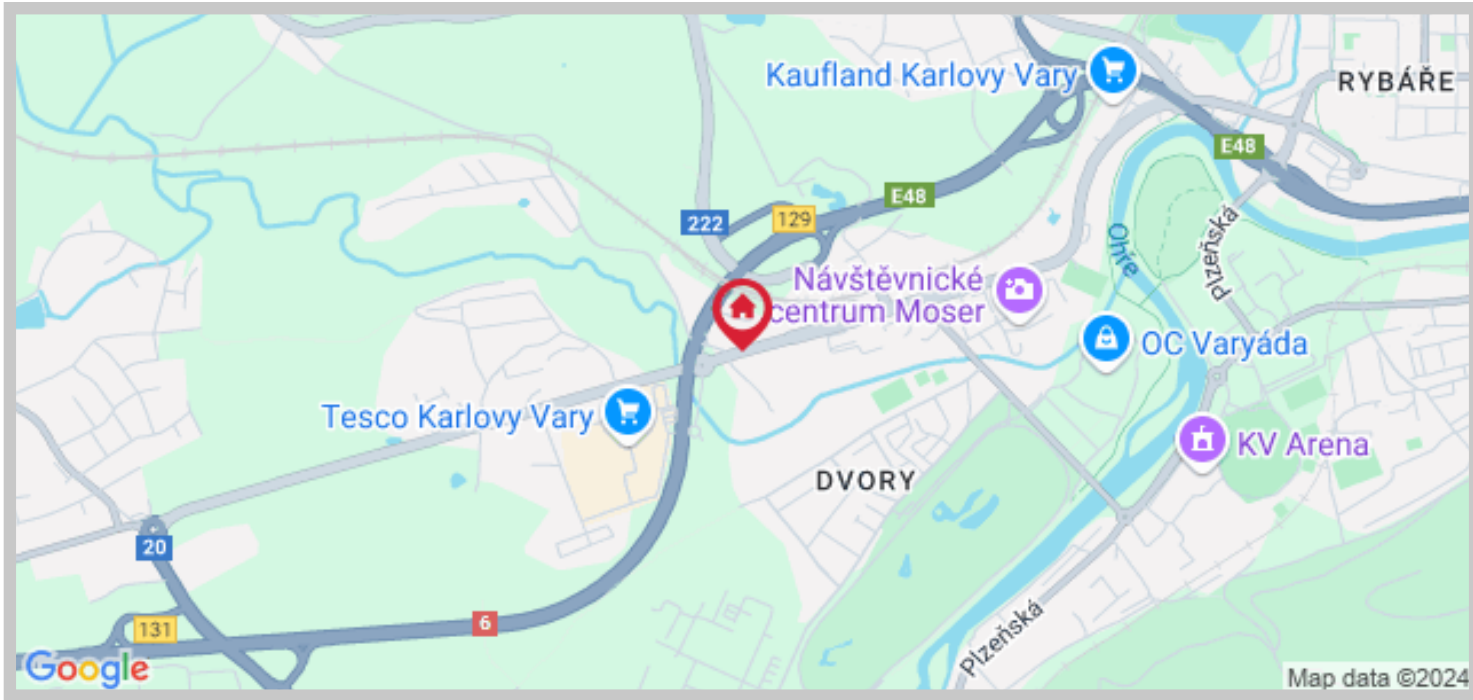 Kaufland Karlovy Vary
RYBÁŘE
E48
E48
222
129
Ohře
Plzeňská
Návštěvnické
centrum Moser
OC Varyáda
Tesco Karlovy Vary
KV Arena
DVORY
20
6
131
Plzeňská
Google
Map data ©2024